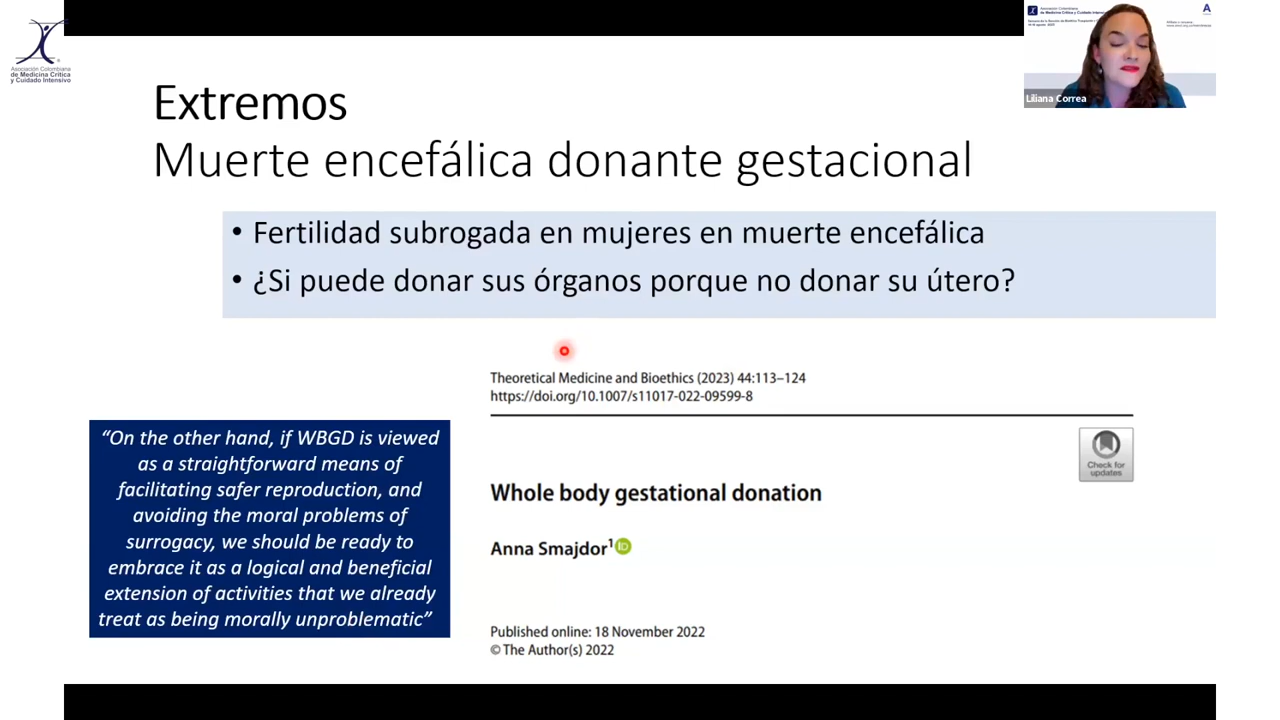 Asociación Colombiana
de Medicina Crítica
y Cuidado Intensivo
Liliana Correa
Extremos
Muerte encefálica donante gestacional
• Fertilidad subrogada en mujeres en muerte encefálica
• ¿Si puede donar sus órganos porque no donar su útero?
Theoretical Medicine and Bioethics (2023) 44:113–124
https://doi.org/10.1007/s11017-022-09599-8
Check for
updates
Whole body gestational donation
Anna Smajdor¹ iD
Published online: 18 November 2022
© The Author(s) 2022
“On the other hand, if WBGD is viewed
as a straightforward means of
facilitating safer reproduction, and
avoiding the moral problems of
surrogacy, we should be ready to
embrace it as a logical and beneficial
extension of activities that we already
treat as being morally unproblematic”